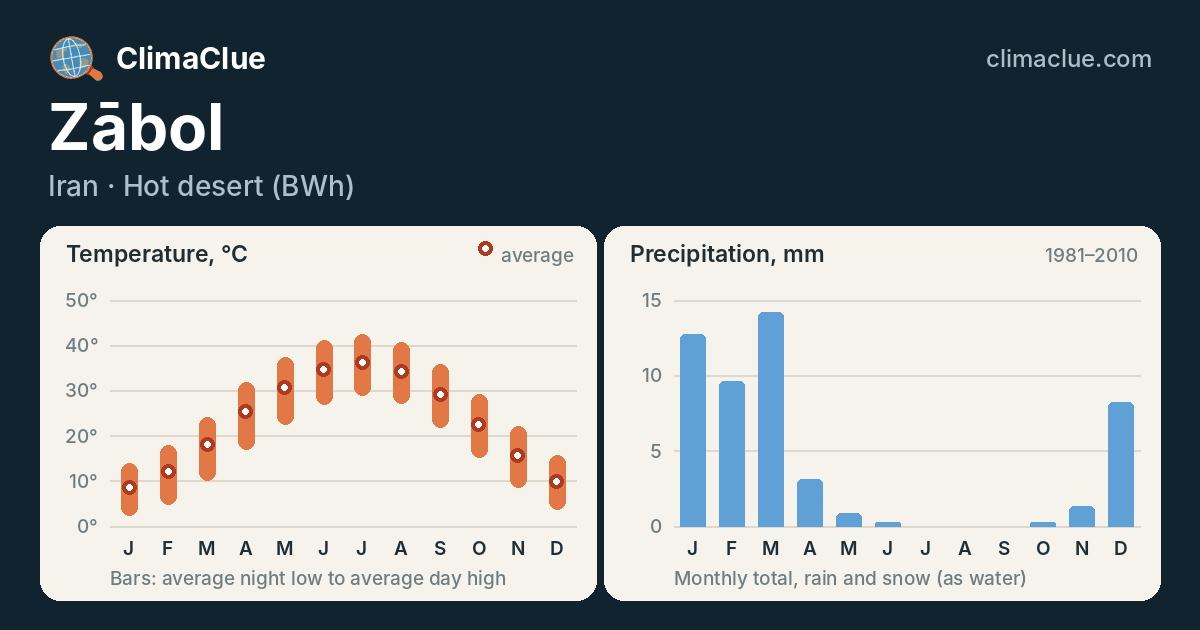 ClimaClue
climaclue.com
Zābol
Iran · Hot desert (BWh)
Temperature, °C
average
50°
40°
30°
20°
10°
0°
J F M A M J J A S O N D
Bars: average night low to average day high
Precipitation, mm
1981–2010
15
10
5
0
J F M A M J J A S O N D
Monthly total, rain and snow (as water)